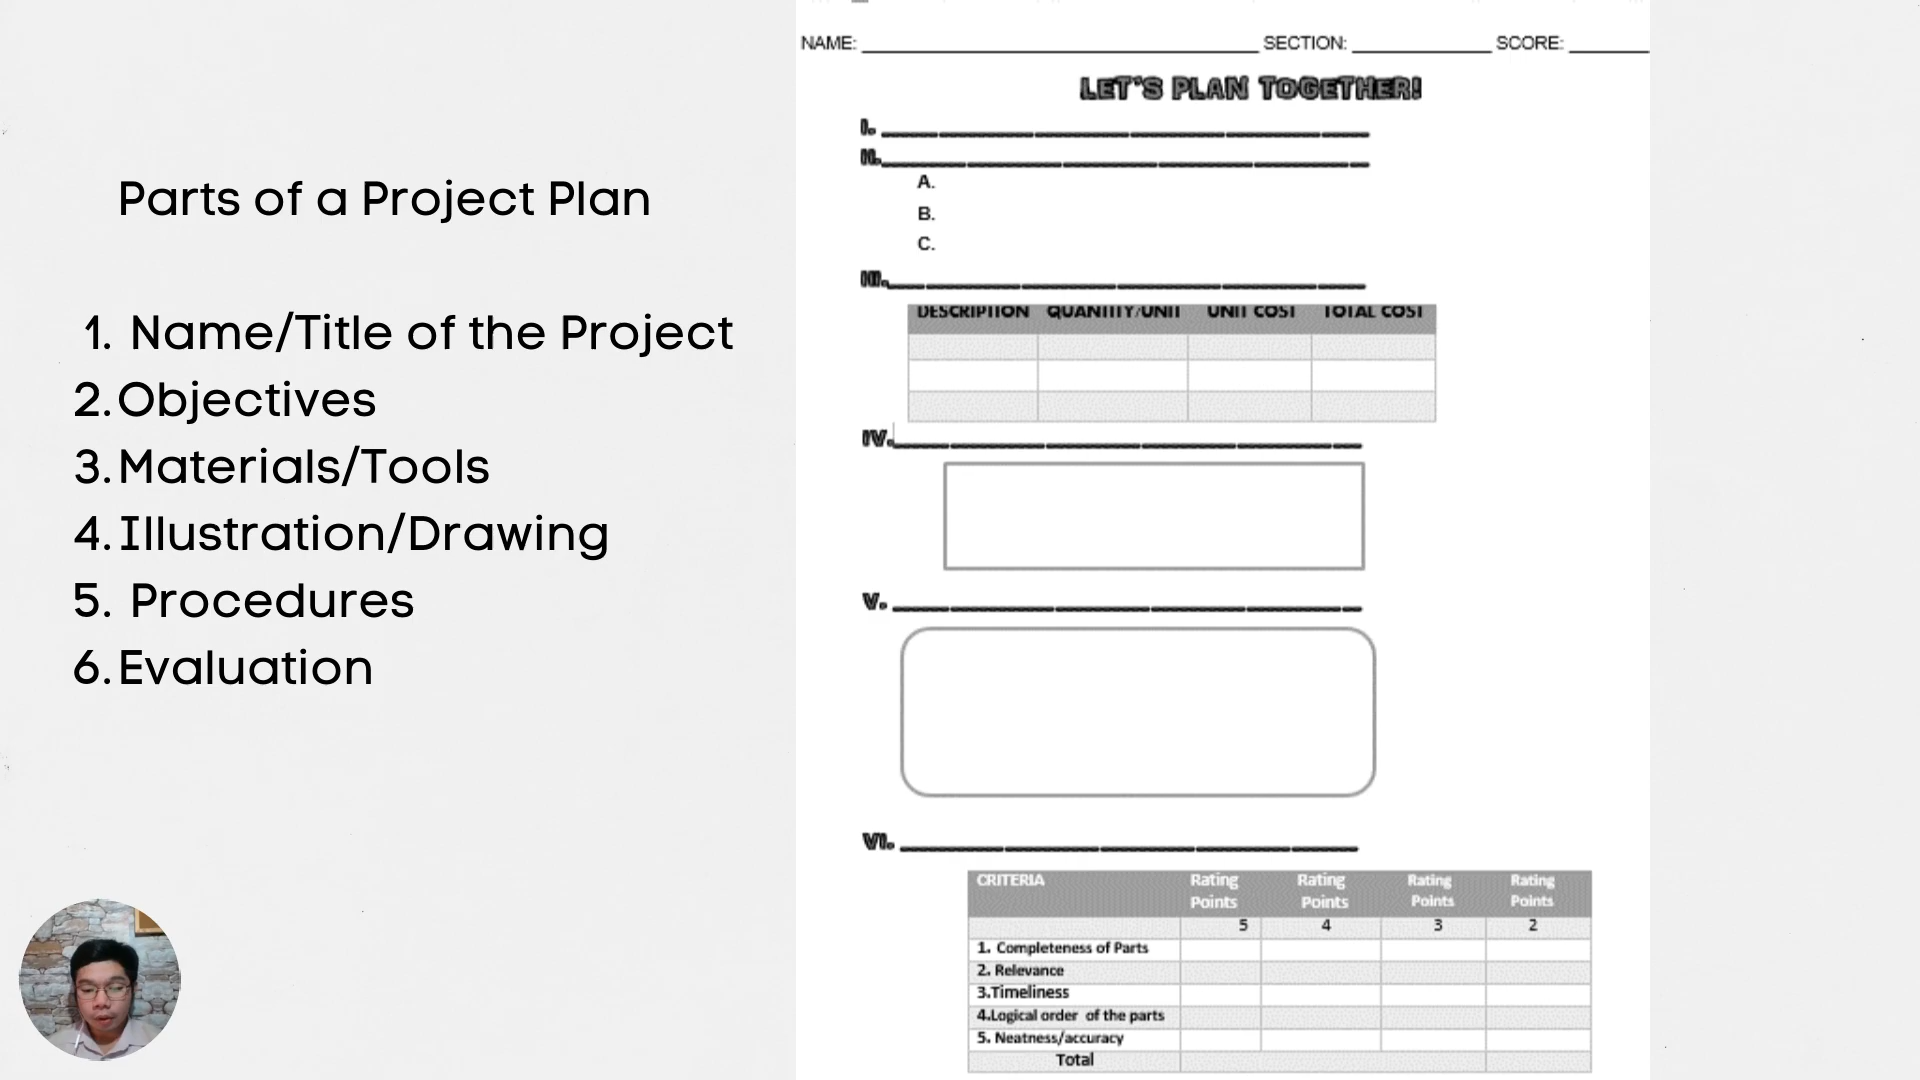 Parts of a Project Plan
1. Name/Title of the Project
2. Objectives
3. Materials/Tools
4. Illustration/Drawing
5. Procedures
6. Evaluation
NAME: SECTION: SCORE:
LET'S PLAN TOGETHER!
I.
II.
A.
B.
C.
III.
DESCRIPTION QUANTITY/UNIT UNIT COST TOTAL COST
IV.
V.
VI.
CRITERIA Rating Points Rating Points Rating Points Rating Points
5 4 3 2
1. Completeness of Parts
2. Relevance
3.Timeliness
4.Logical order of the parts
5. Neatness/accuracy
Total